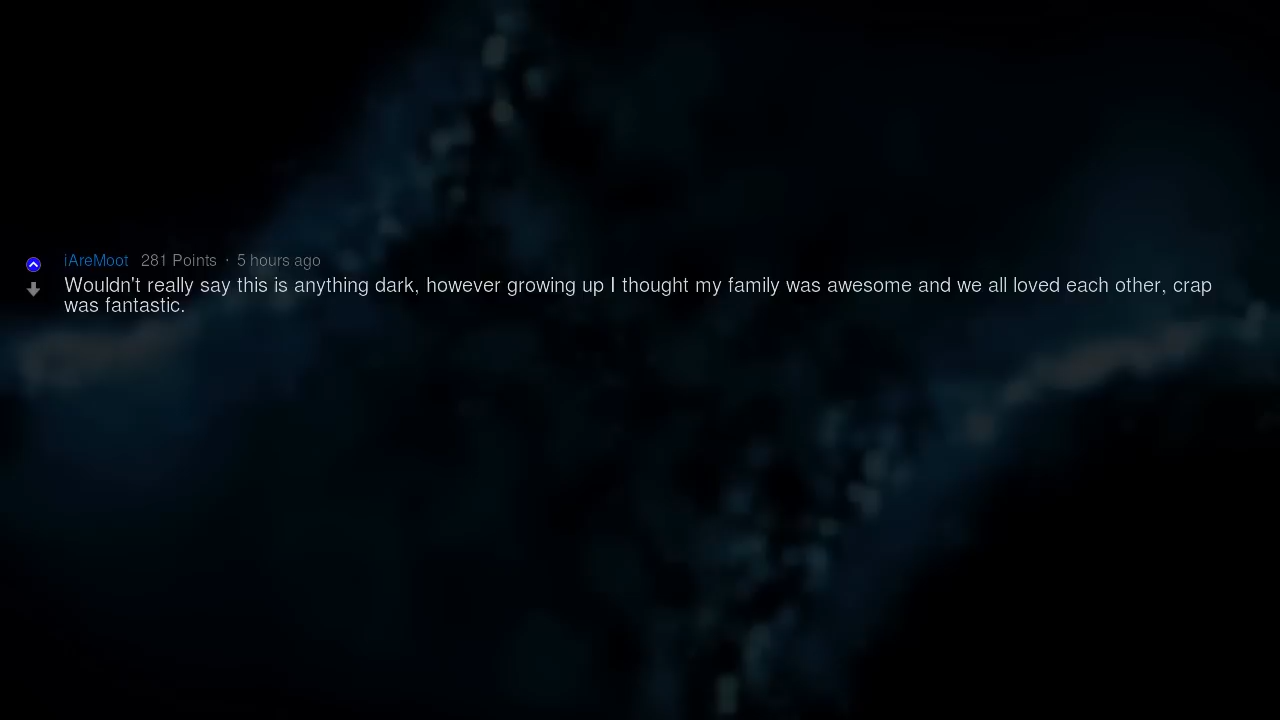 iAreMoot 281 Points · 5 hours ago
Wouldn't really say this is anything dark, however growing up I thought my family was awesome and we all loved each other, crap
was fantastic.